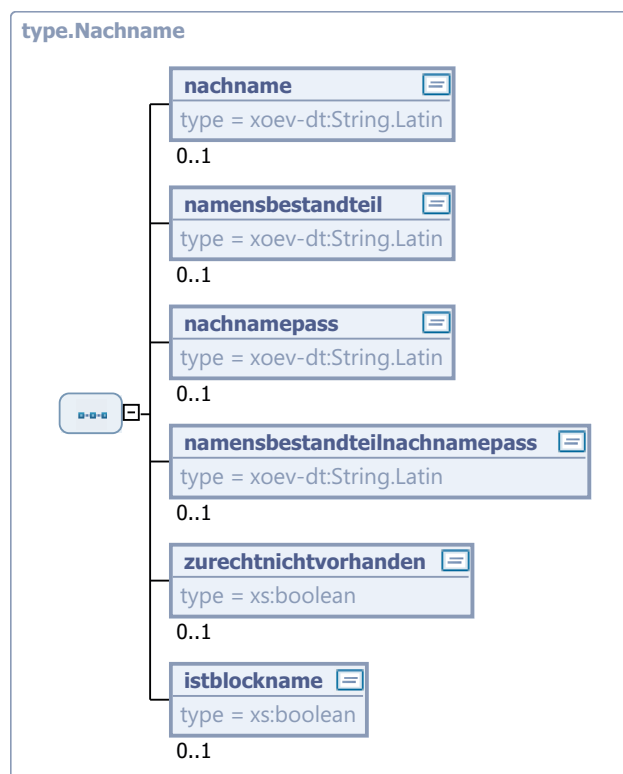 type.Nachname
nachname
type = xoev-dt:String.Latin
0..1
namensbestandteil
type = xoev-dt:String.Latin
0..1
nachnamepass
type = xoev-dt:String.Latin
0..1
namensbestandteilnachnamepass
type = xoev-dt:String.Latin
0..1
zurechtnichtvorhanden
type = xs:boolean
0..1
istblockname
type = xs:boolean
0..1